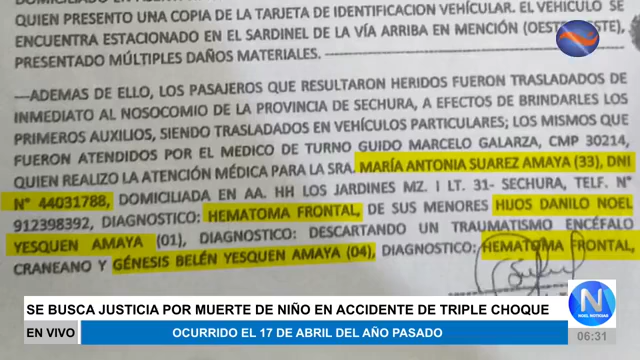 QUIEN PRESENTO UNA COPIA DE LA TARJETA DE IDENTIFICACION VEHICULAR. EL VEHICULO SE
ENCUENTRA ESTACIONADO EN EL SARDINEL DE LA VÍA ARRIBA EN MENCIÓN
PRESENTADO MÚLTIPLES DAÑOS MATERIALES.
---ADEMAS DE ELLO, LOS PASAJEROS QUE RESULTARON HERIDOS FUERON TRASLADADOS DE
INMEDIATO AL NOSOCOMIO DE LA PROVINCIA DE SECHURA, A EFECTOS DE BRINDARLES LOS
PRIMEROS AUXILIOS, SIENDO TRASLADADOS EN VEHÍCULOS PARTICULARES; LOS MISMOS QUE
FUERON ATENDIDOS POR EL MEDICO DE TURNO GUIDO MARCELO GALARZA, CMP 30214,
QUIEN REALIZO LA ATENCIÓN MÉDICA PARA LA SRA. MARÍA ANTONIA SUAREZ AMAYA (33), DNI
N° 44031788, DOMICILIADA EN AA. HH LOS JARDINES MZ. I LT. 31- SECHURA, TELF. N°
912398392, DIAGNOSTICO: HEMATOMA FRONTAL, DE SUS MENORES HIJOS DANILO NOEL
YESQUEN AMAYA (01), DIAGNOSTICO: DESCARTANDO UN TRAUMATISMO ENCÉFALO
CRANEANO Y GÉNESIS BELÉN YESQUEN AMAYA (04), DIAGNOSTICO: HEMATOMA FRONTAL,
SE BUSCA JUSTICIA POR MUERTE DE NIÑO EN ACCIDENTE DE TRIPLE CHOQUE
EN VIVO
OCURRIDO EL 17 DE ABRIL DEL AÑO PASADO
N
NOEL NOTICIAS
06:31